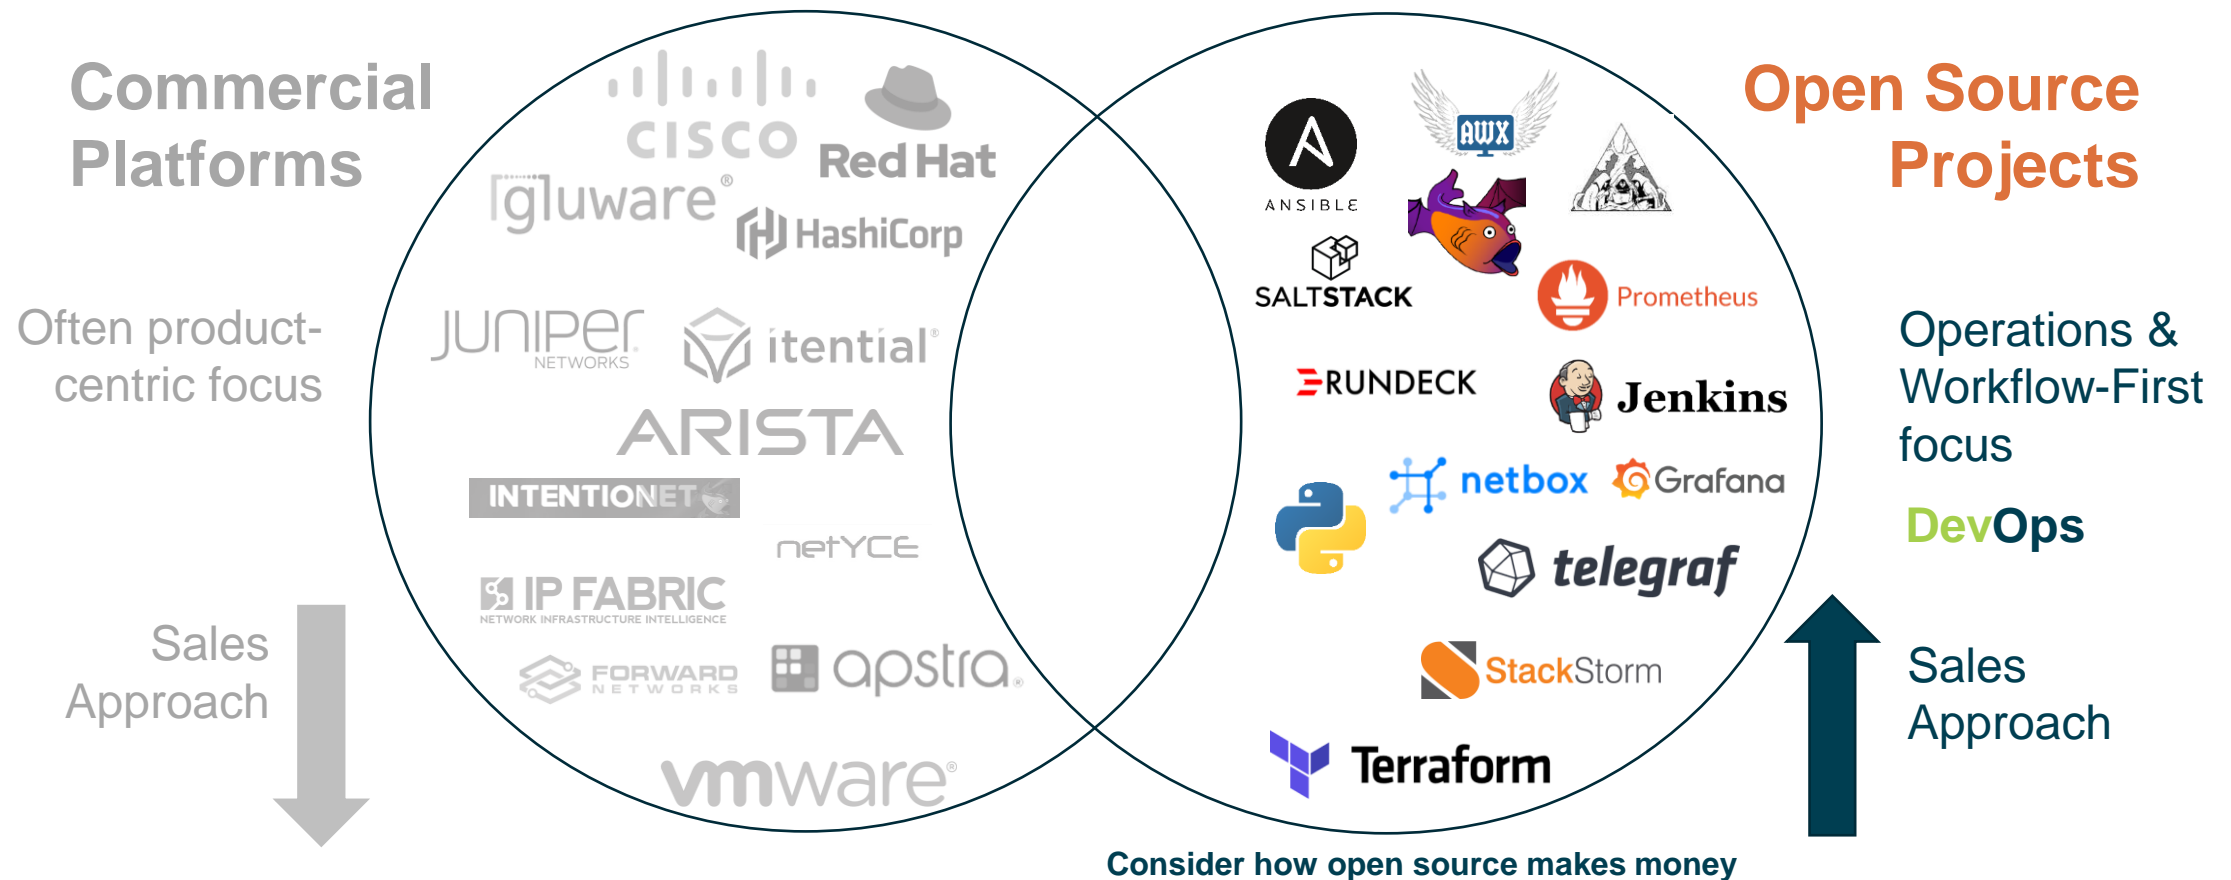 Commercial
Platforms
Often product-
centric focus
Sales
Approach
CISCO
Red Hat
gluware®
HashiCorp
JUNIPER
NETWORKS
itential®
ARISTA
INTENTIONET
netYCE
IP FABRIC
NETWORK INFRASTRUCTURE INTELLIGENCE
FORWARD
NETWORKS
apstra®
vmware®
ANSIBLE
AWX
SALTSTACK
Prometheus
RUNDECK
Jenkins
netbox
Grafana
telegraf
StackStorm
Terraform
Open Source
Projects
Operations &
Workflow-First
focus
DevOps
Sales
Approach
Consider how open source makes money